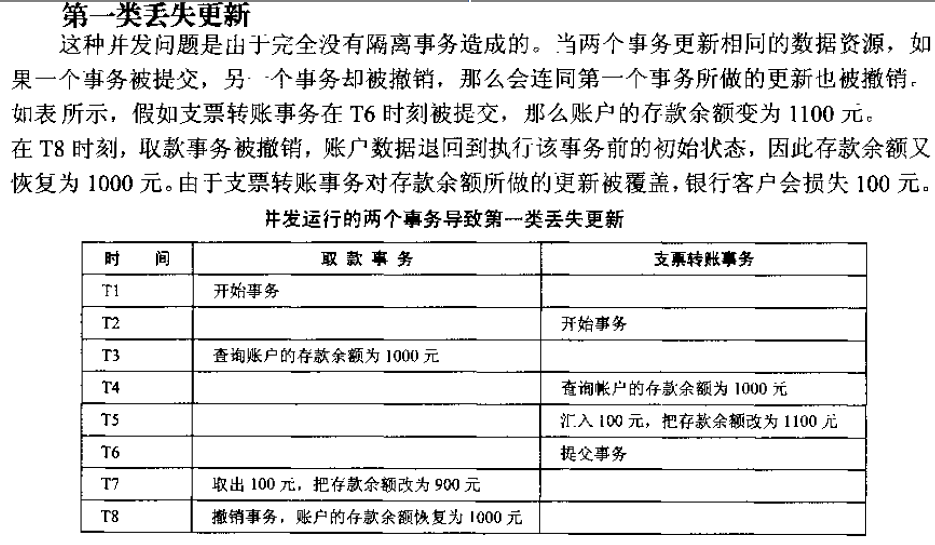 第一类丢失更新
这种并发问题是由于完全没有隔离事务造成的。当两个事务更新相同的数据资源，如
果一个事务被提交，另一个事务却被撤销，那么会连同第一个事务所做的更新也被撤销。
如表所示，假如支票转账事务在 T6 时刻被提交，那么账户的存款余额变为 1100 元。
在 T8 时刻，取款事务被撤销，账户数据退回到执行该事务前的初始状态，因此存款余额又
恢复为 1000 元。由于支票转账事务对存款余额所做的更新被覆盖，银行客户会损失 100 元。
并发运行的两个事务导致第一类丢失更新
时 间 取 款 事 务 支票转账事务
T1 开始事务
T2 开始事务
T3 查询账户的存款余额为 1000 元
T4 查询帐户的存款余额为 1000 元
T5 汇入 100 元，把存款余额改为 1100 元
T6 提交事务
T7 取出 100 元，把存款余额改为 900 元
T8 撤销事务，账户的存款余额恢复为 1000 元